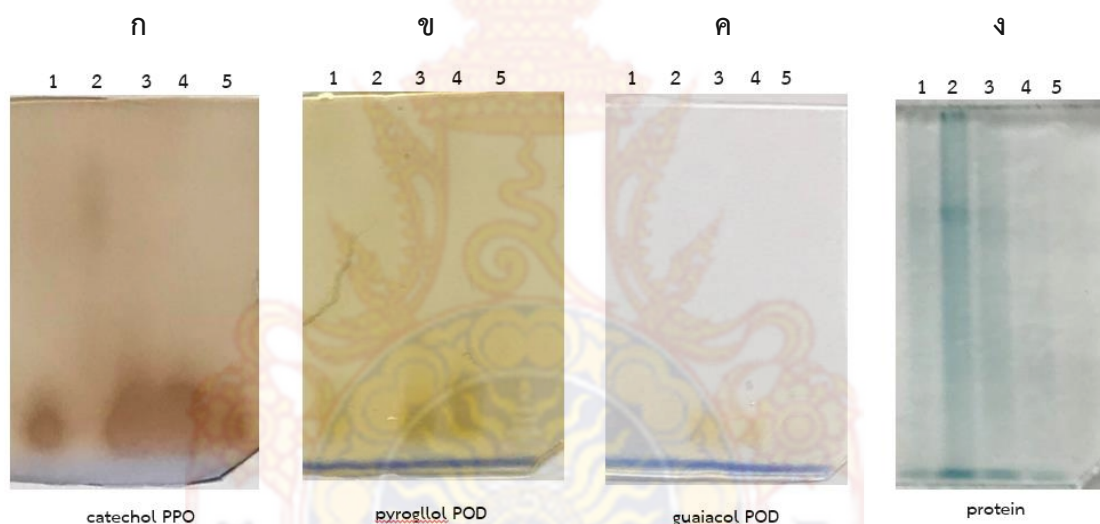 ก ข ค ง
1 2 3 4 5 1 2 3 4 5 1 2 3 4 5 1 2 3 4 5
catechol PPO pyrogllol POD guaiacol POD protein